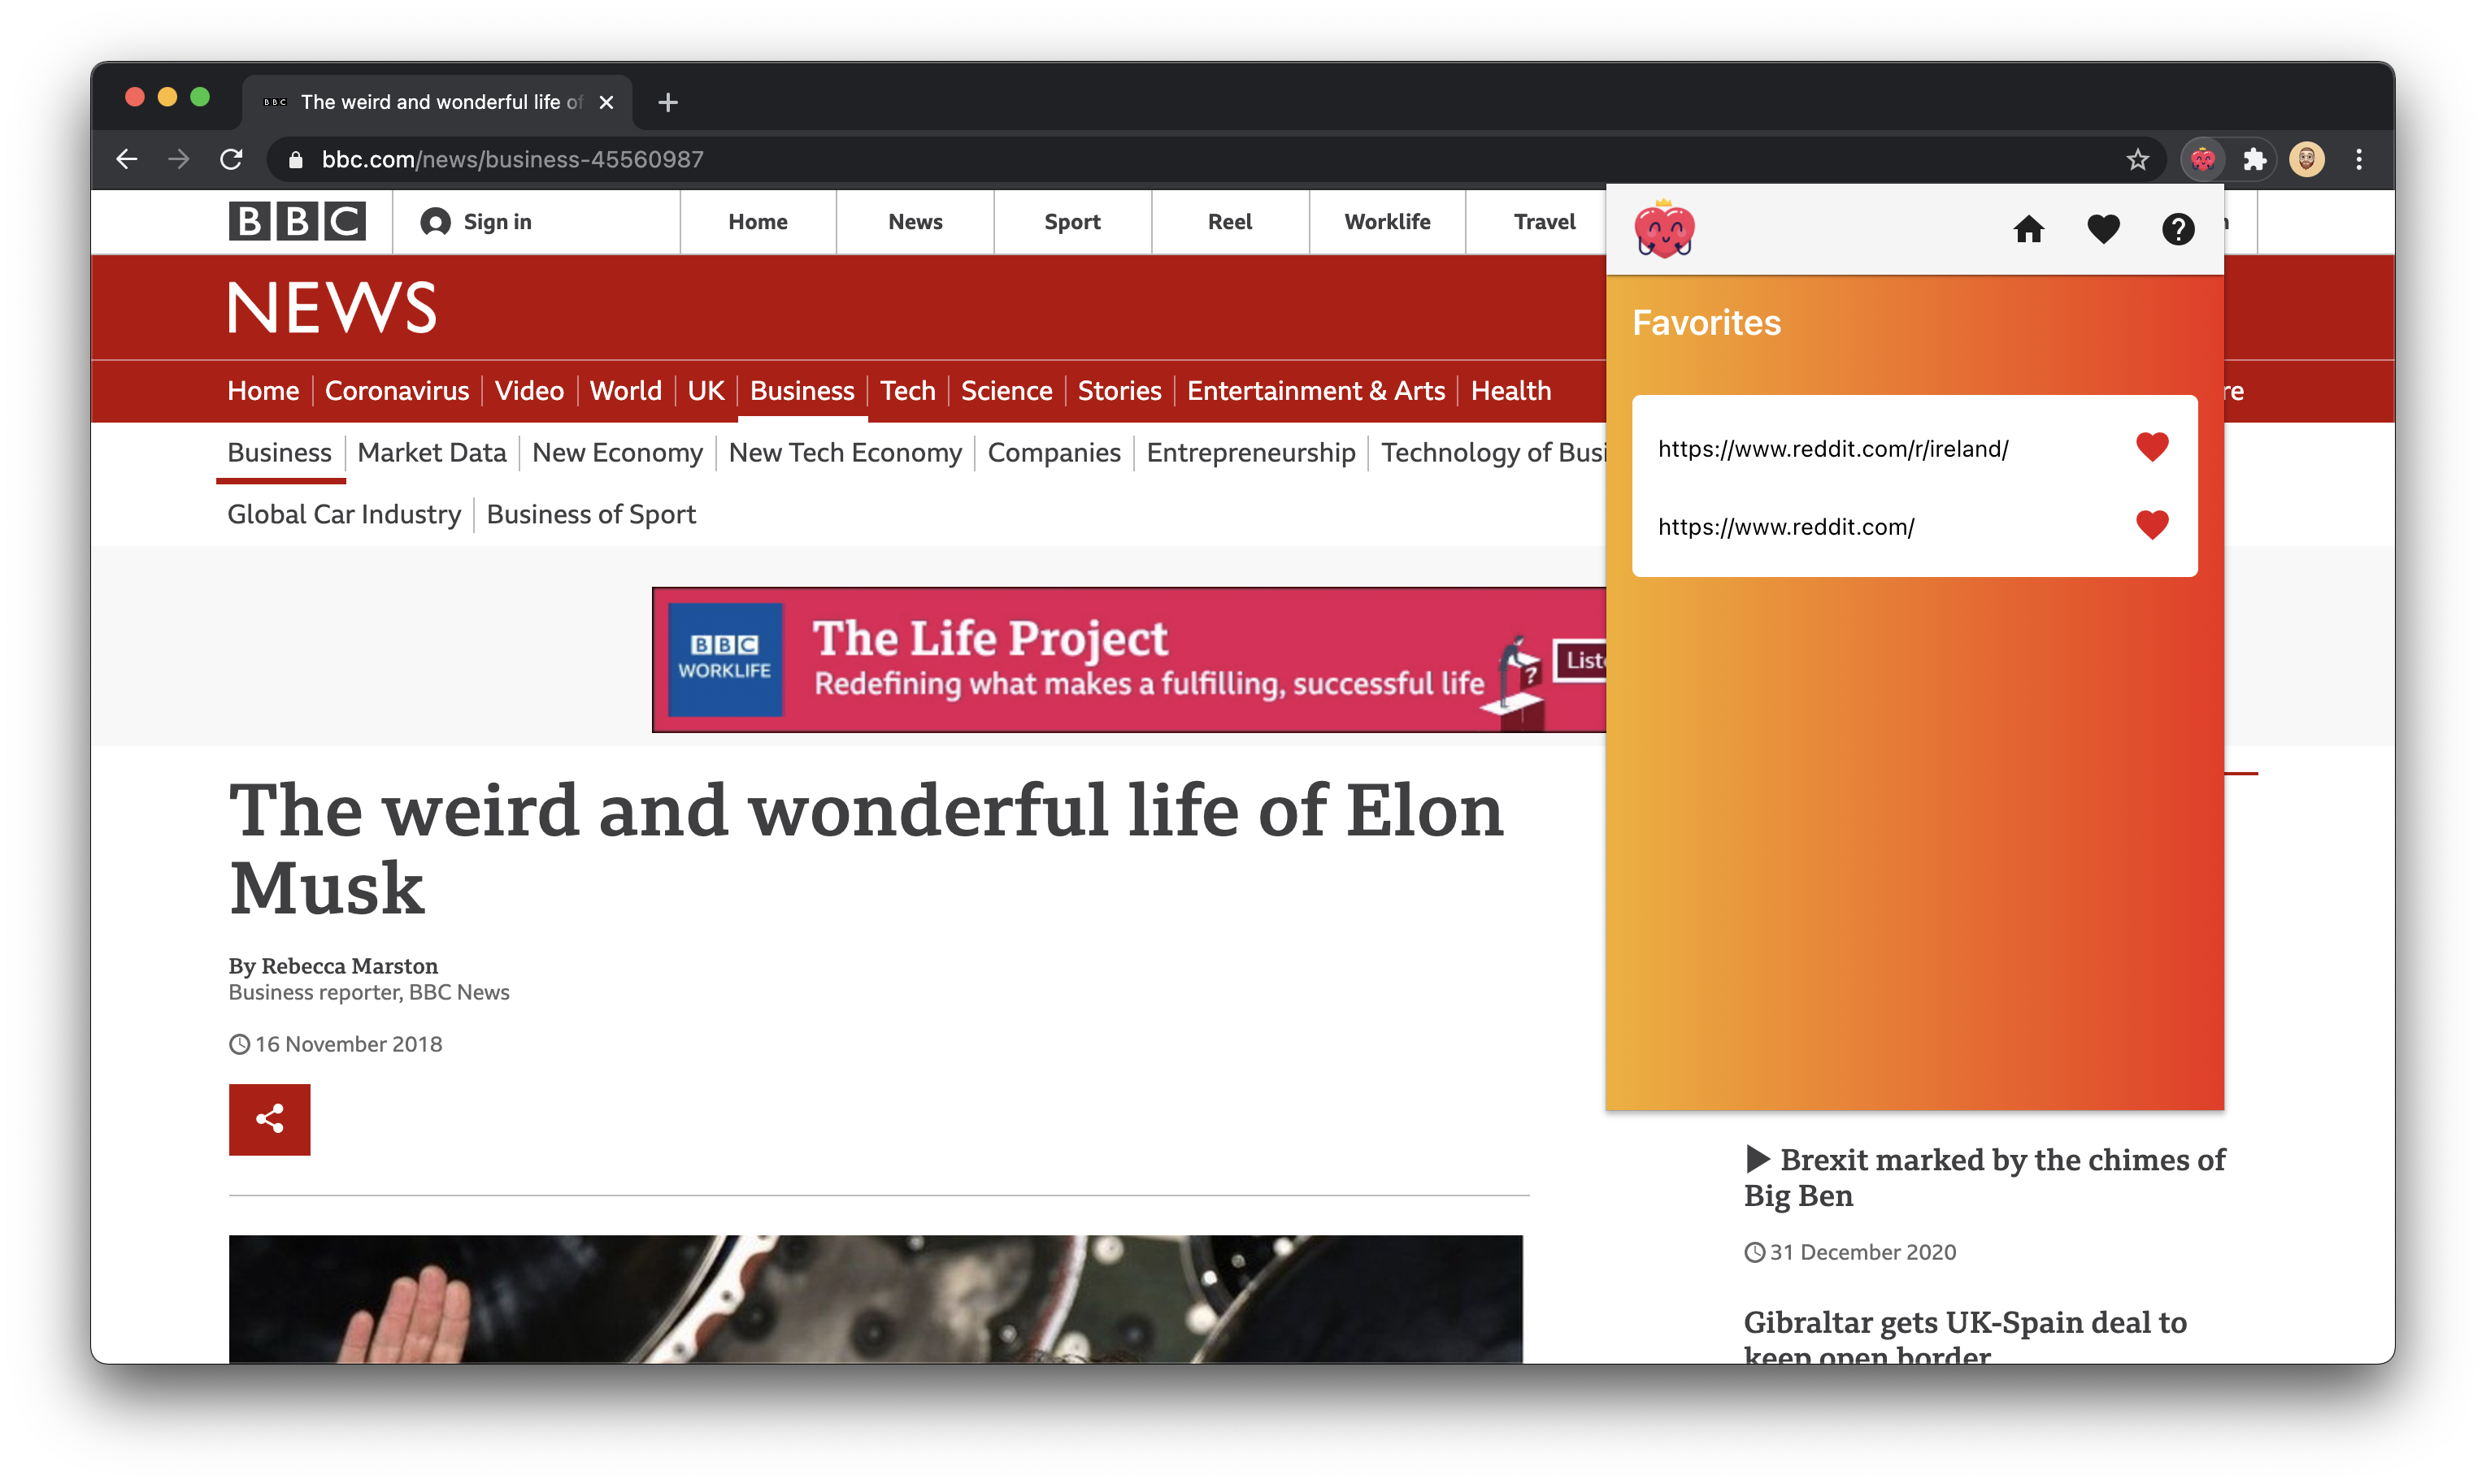 BBC The weird and wonderful life of
bbc.com/news/business-45560987
BBC Sign in Home News Sport Reel Worklife Travel
NEWS
Home Coronavirus Video World UK Business Tech Science Stories Entertainment & Arts Health
Business Market Data New Economy New Tech Economy Companies Entrepreneurship Technology of Busi
Global Car Industry Business of Sport
Favorites
https://www.reddit.com/r/ireland/
https://www.reddit.com/
BBC
WORKLIFE
The Life Project
Redefining what makes a fulfilling, successful life
?
List
The weird and wonderful life of Elon
Musk
By Rebecca Marston
Business reporter, BBC News
16 November 2018
Brexit marked by the chimes of
Big Ben
31 December 2020
Gibraltar gets UK-Spain deal to
keep open border